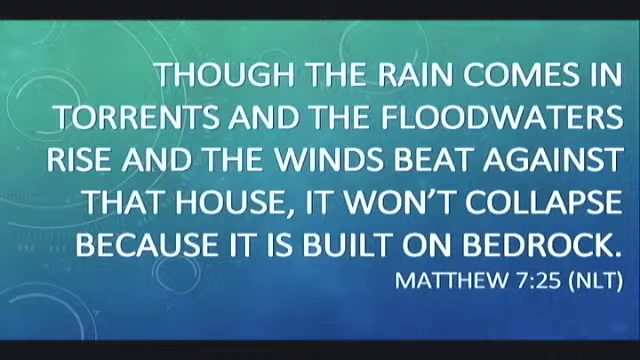 THOUGH THE RAIN COMES IN
TORRENTS AND THE FLOODWATERS
RISE AND THE WINDS BEAT AGAINST
THAT HOUSE, IT WON'T COLLAPSE
BECAUSE IT IS BUILT ON BEDROCK.
MATTHEW 7:25 (NLT)